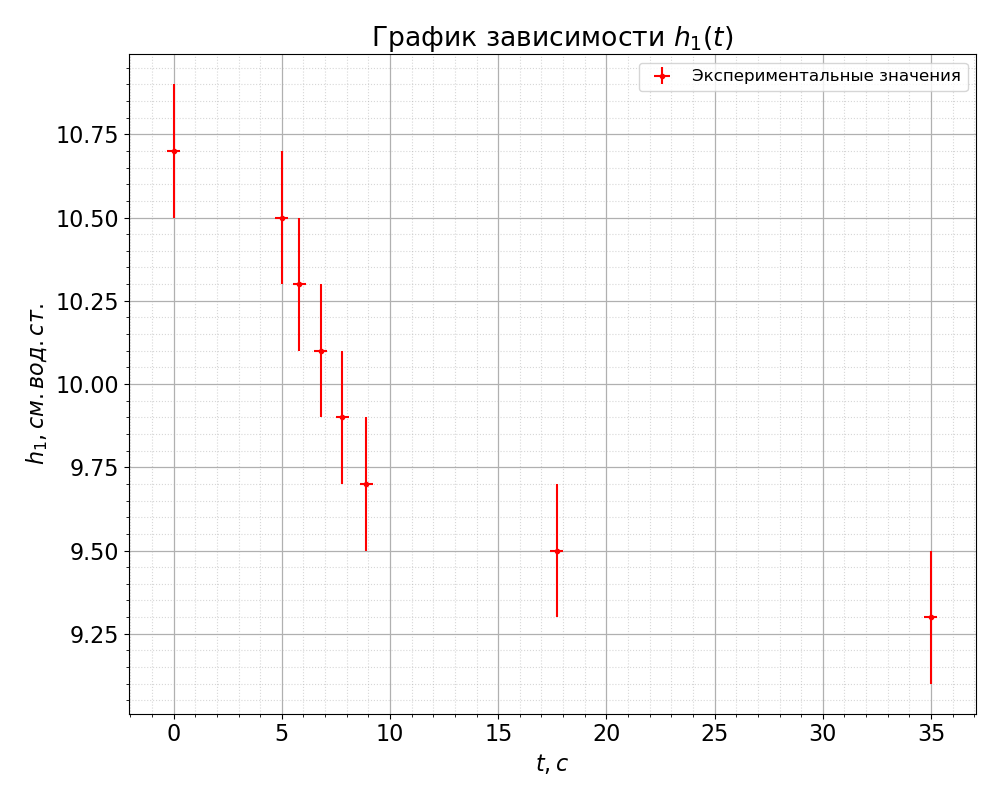 График зависимости h₁(t)
Экспериментальные значения
h₁, см. вод. ст.
10.75
10.50
10.25
10.00
9.75
9.50
9.25
0 5 10 15 20 25 30 35
t, с